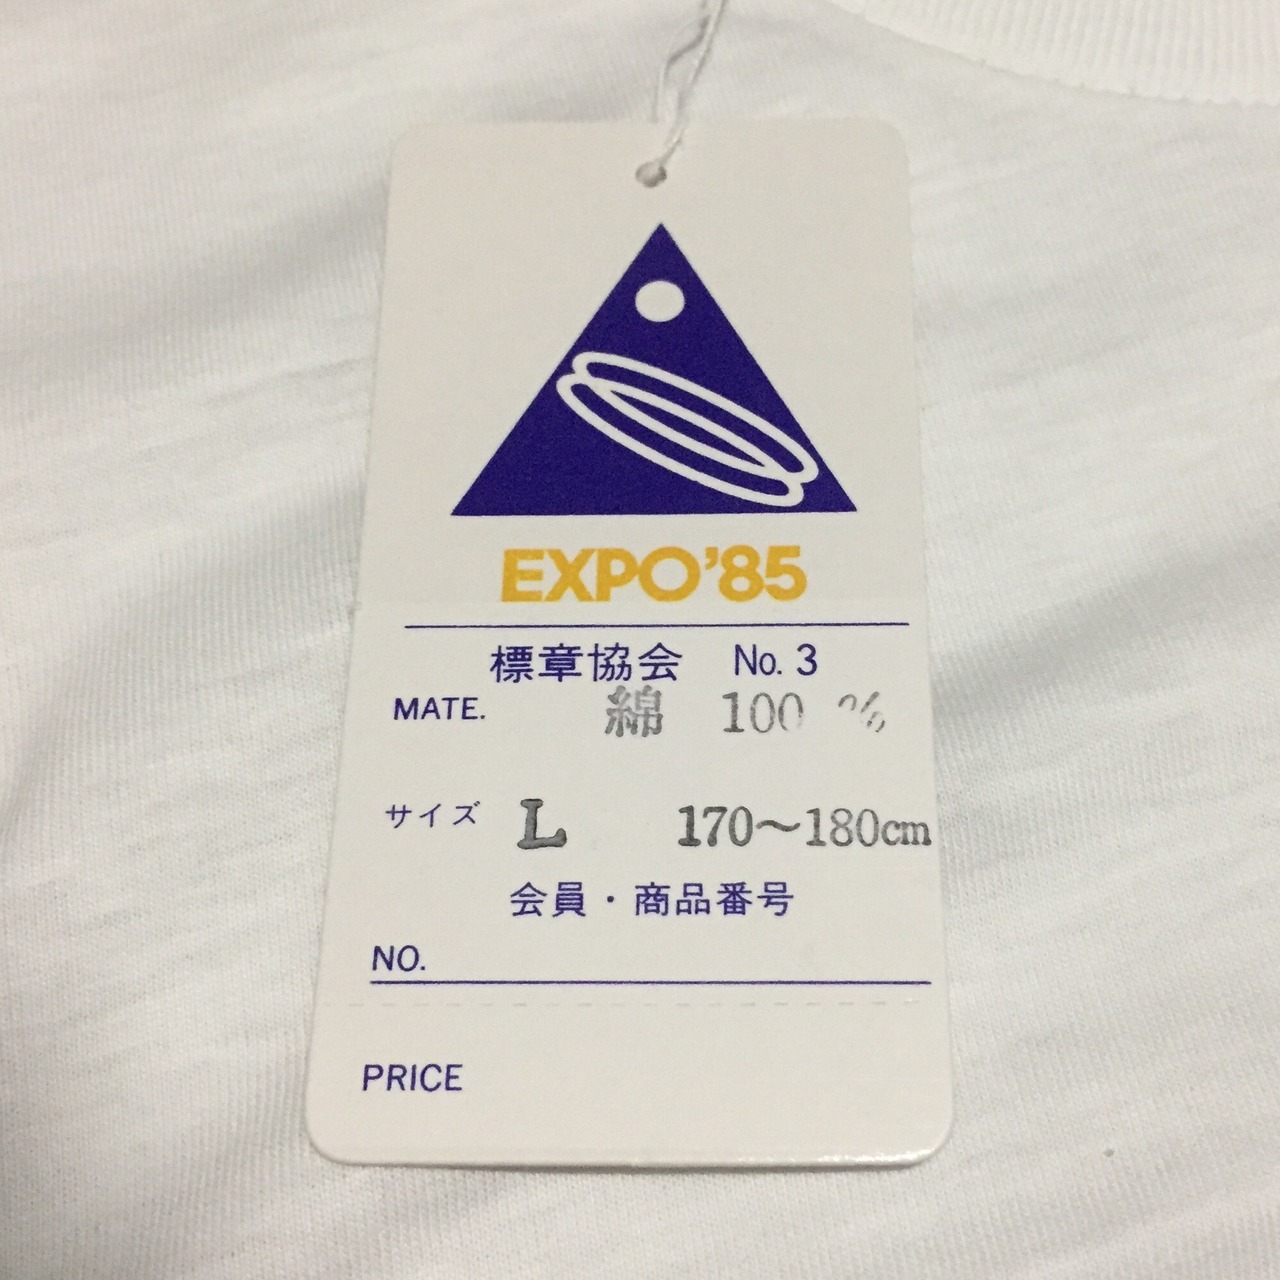 EXPO'85
標章協会 No. 3
MATE. 綿 100 %
サイズ L 170〜180cm
会員・商品番号
NO.
PRICE